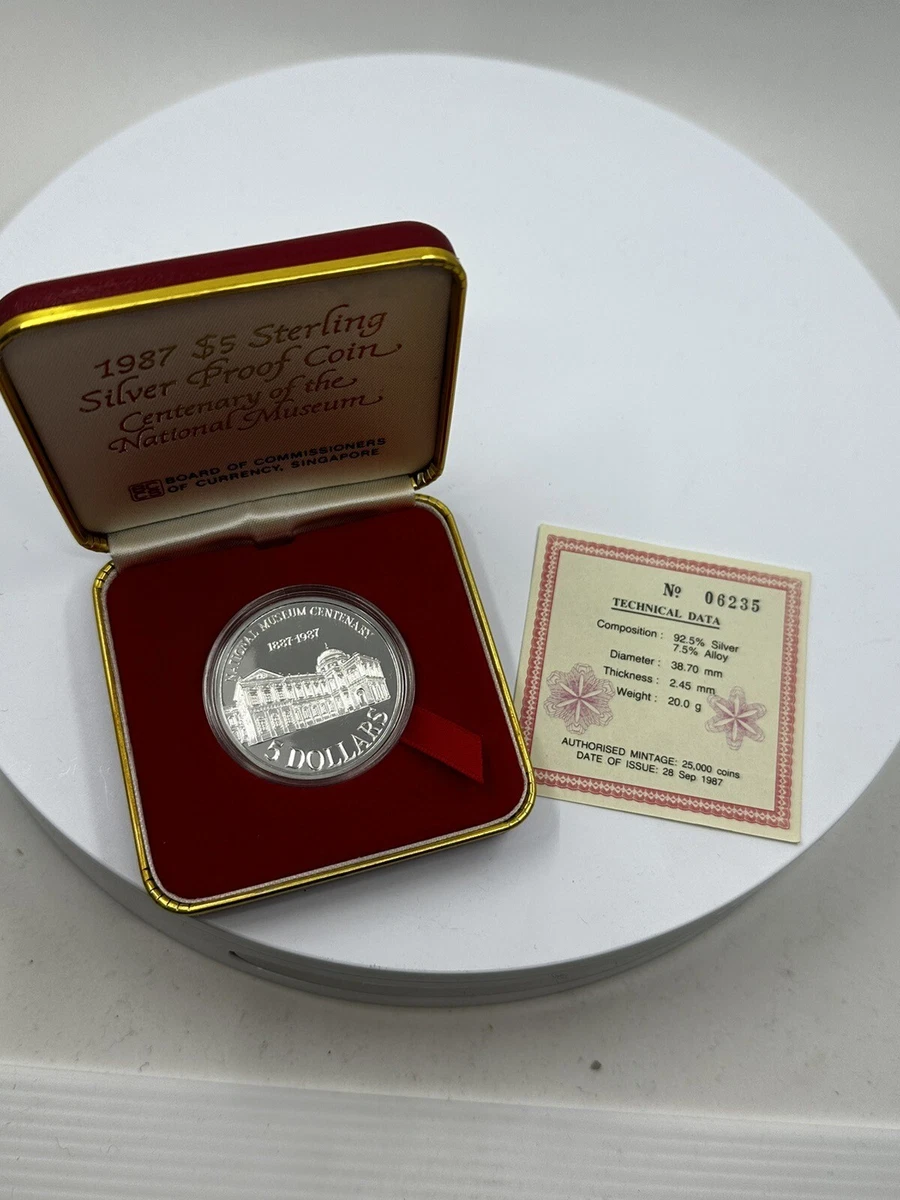 1987 $5 Sterling
Silver Proof Coin
Centenary of the
National Museum
BOARD OF COMMISSIONERS
OF CURRENCY, SINGAPORE
NATIONAL MUSEUM CENTENARY
1887-1987
5 DOLLARS
Nº 06235
TECHNICAL DATA
Composition : 92.5% Silver
7.5% Alloy
Diameter : 38.70 mm
Thickness : 2.45 mm
Weight : 20.0 g
AUTHORISED MINTAGE: 25,000 coins
DATE OF ISSUE: 28 Sep 1987